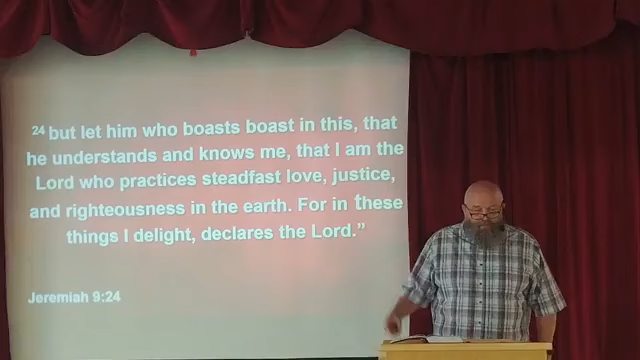 24 but let him who boasts boast in this, that
he understands and knows me, that I am the
Lord who practices steadfast love, justice,
and righteousness in the earth. For in these
things I delight, declares the Lord.”
Jeremiah 9:24